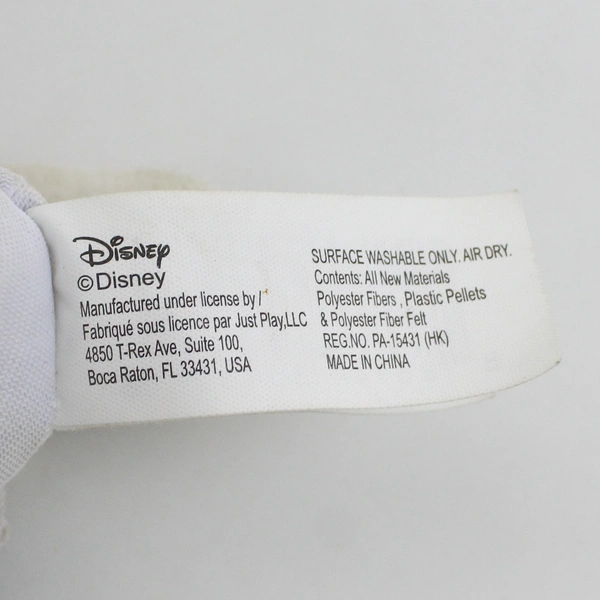 Disney
©Disney
Manufactured under license by /
Fabriqué sous licence par Just Play,LLC
4850 T-Rex Ave, Suite 100,
Boca Raton, FL 33431, USA
SURFACE WASHABLE ONLY. AIR DRY.
Contents: All New Materials
Polyester Fibers , Plastic Pellets
& Polyester Fiber Felt
REG.NO. PA-15431 (HK)
MADE IN CHINA